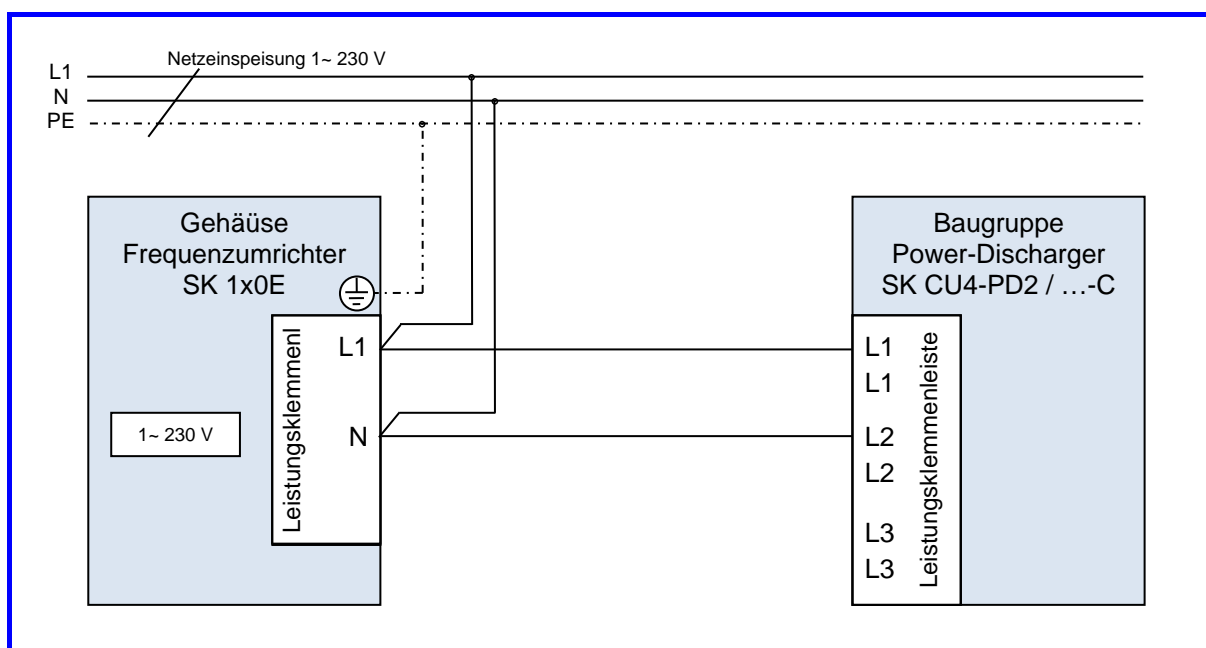 Netzeinspeisung 1~ 230 V
L1
N
PE
Gehäüse
Frequenzumrichter
SK 1x0E
Leistungsklemmenl
L1
N
1~ 230 V
Baugruppe
Power-Discharger
SK CU4-PD2 / …-C
L1
L1
L2
L2
L3
L3
Leistungsklemmenleiste